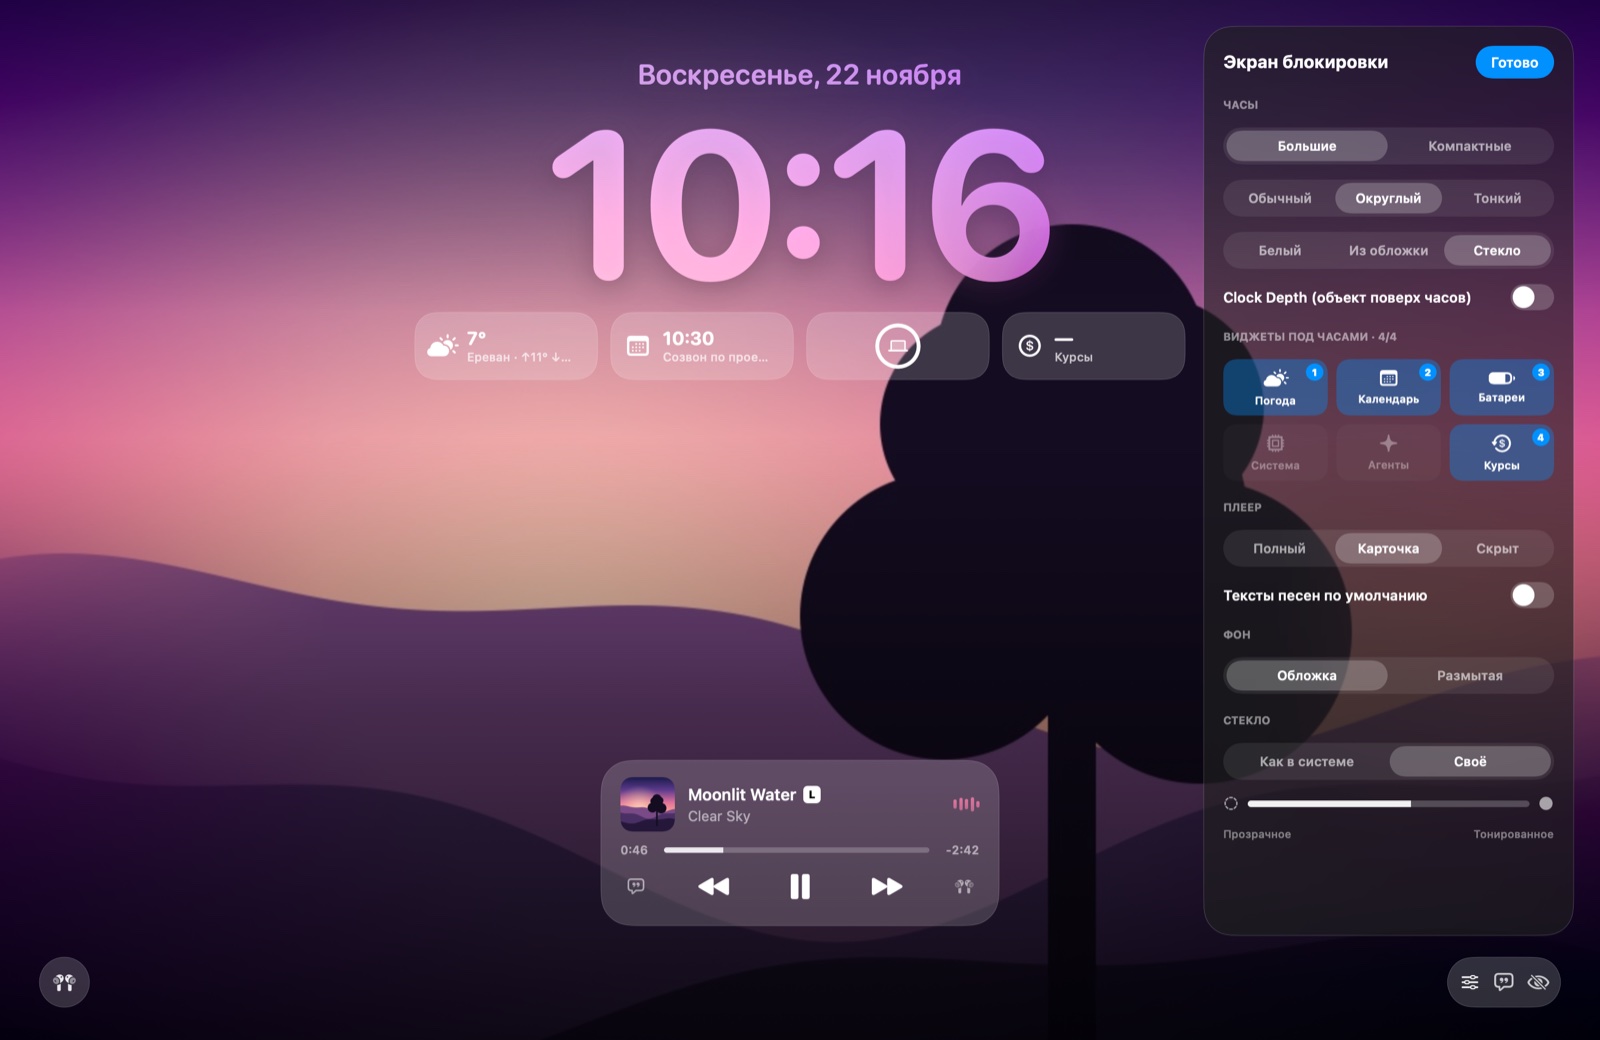 Воскресенье, 22 ноября
10:16
7°
Ереван · ↑11° ↓...
10:30
Созвон по прое...
$
—
Курсы
Moonlit Water L
Clear Sky
0:46
-2:42
Экран блокировки
Готово
ЧАСЫ
Большие Компактные
Обычный Округлый Тонкий
Белый Из обложки Стекло
Clock Depth (объект поверх часов)
ВИДЖЕТЫ ПОД ЧАСАМИ · 4/4
1 2 3
Погода Календарь Батареи
4
Система Агенты Курсы
ПЛЕЕР
Полный Карточка Скрыт
Тексты песен по умолчанию
ФОН
Обложка Размытая
СТЕКЛО
Как в системе Своё
Прозрачное Тонированное